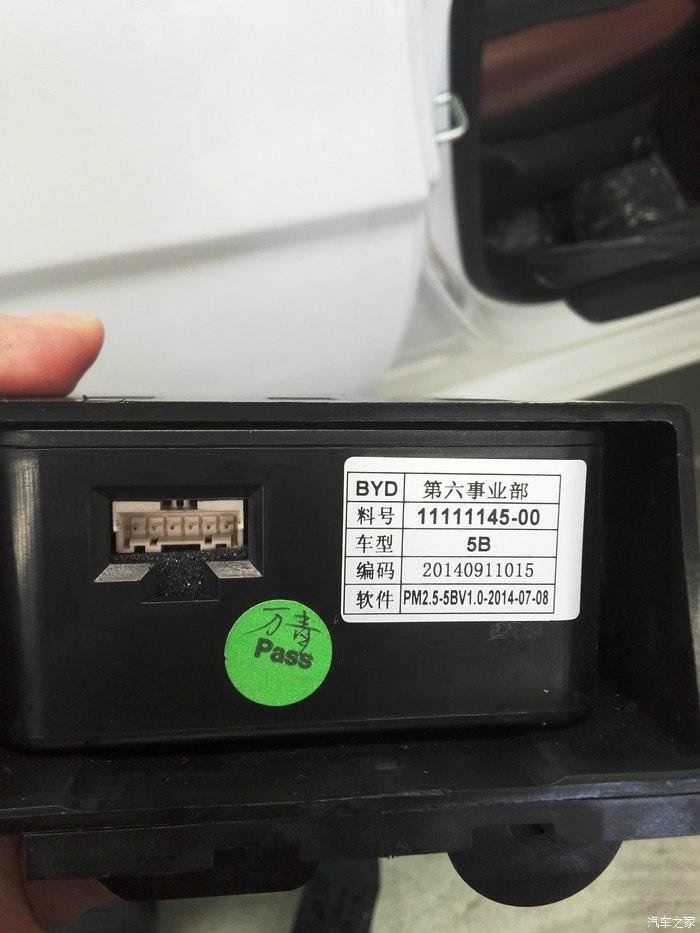 BYD 第六事业部
料号 11111145-00
车型 5B
编码 20140911015
软件 PM2.5-5BV1.0-2014-07-08
万青
Pass
汽车之家